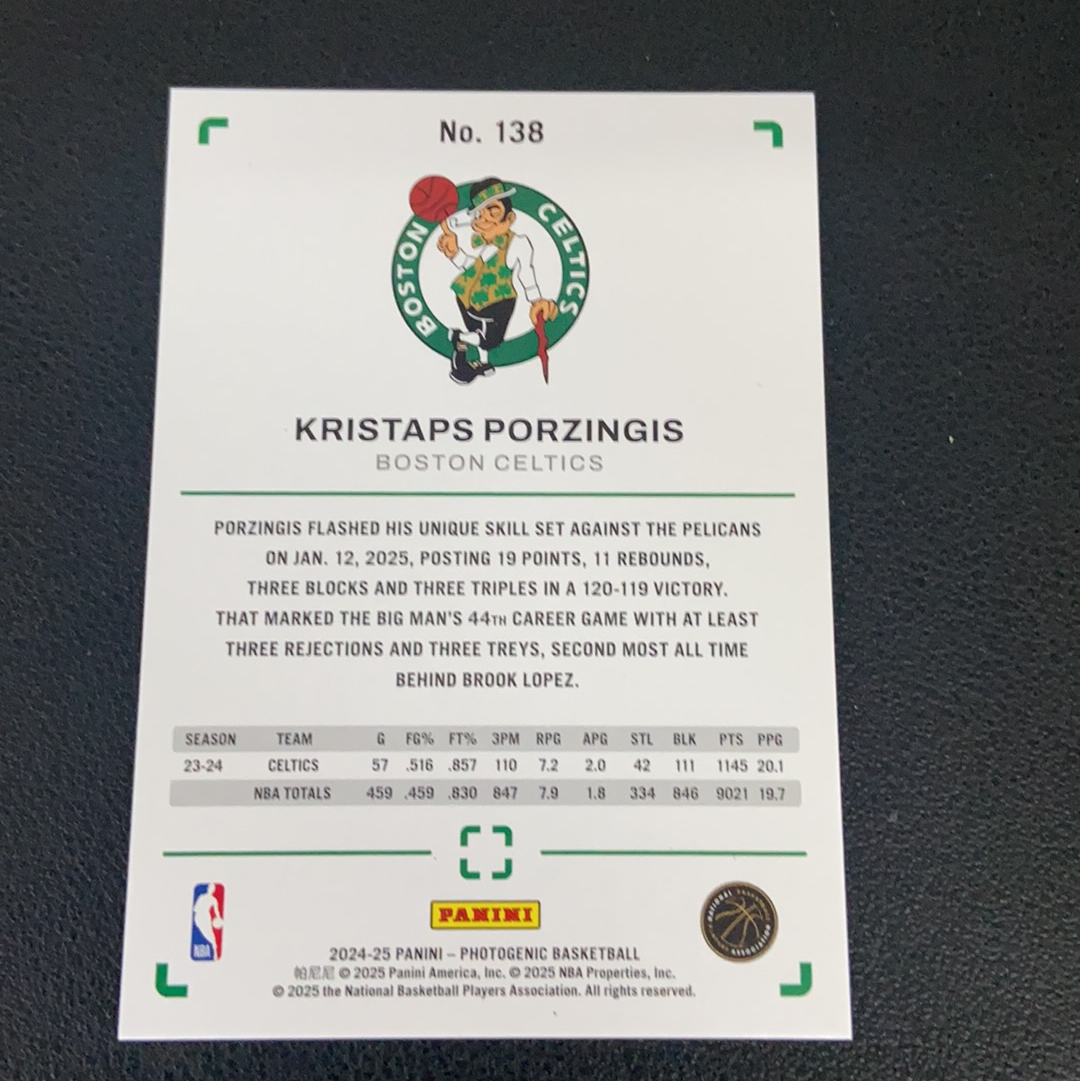 No. 138
BOSTON CELTICS
KRISTAPS PORZINGIS
BOSTON CELTICS
PORZINGIS FLASHED HIS UNIQUE SKILL SET AGAINST THE PELICANS
ON JAN. 12, 2025, POSTING 19 POINTS, 11 REBOUNDS,
THREE BLOCKS AND THREE TRIPLES IN A 120-119 VICTORY.
THAT MARKED THE BIG MAN'S 44TH CAREER GAME WITH AT LEAST
THREE REJECTIONS AND THREE TREYS, SECOND MOST ALL TIME
BEHIND BROOK LOPEZ.
SEASON TEAM G FG% FT% 3PM RPG APG STL BLK PTS PPG
23-24 CELTICS 57 .516 .857 110 7.2 2.0 42 111 1145 20.1
NBA TOTALS 459 .459 .830 847 7.9 1.8 334 846 9021 19.7
NBA
PANINI
NATIONAL BASKETBALL PLAYERS ASSOCIATION
2024-25 PANINI – PHOTOGENIC BASKETBALL
帕尼尼 © 2025 Panini America, Inc. © 2025 NBA Properties, Inc.
© 2025 the National Basketball Players Association. All rights reserved.